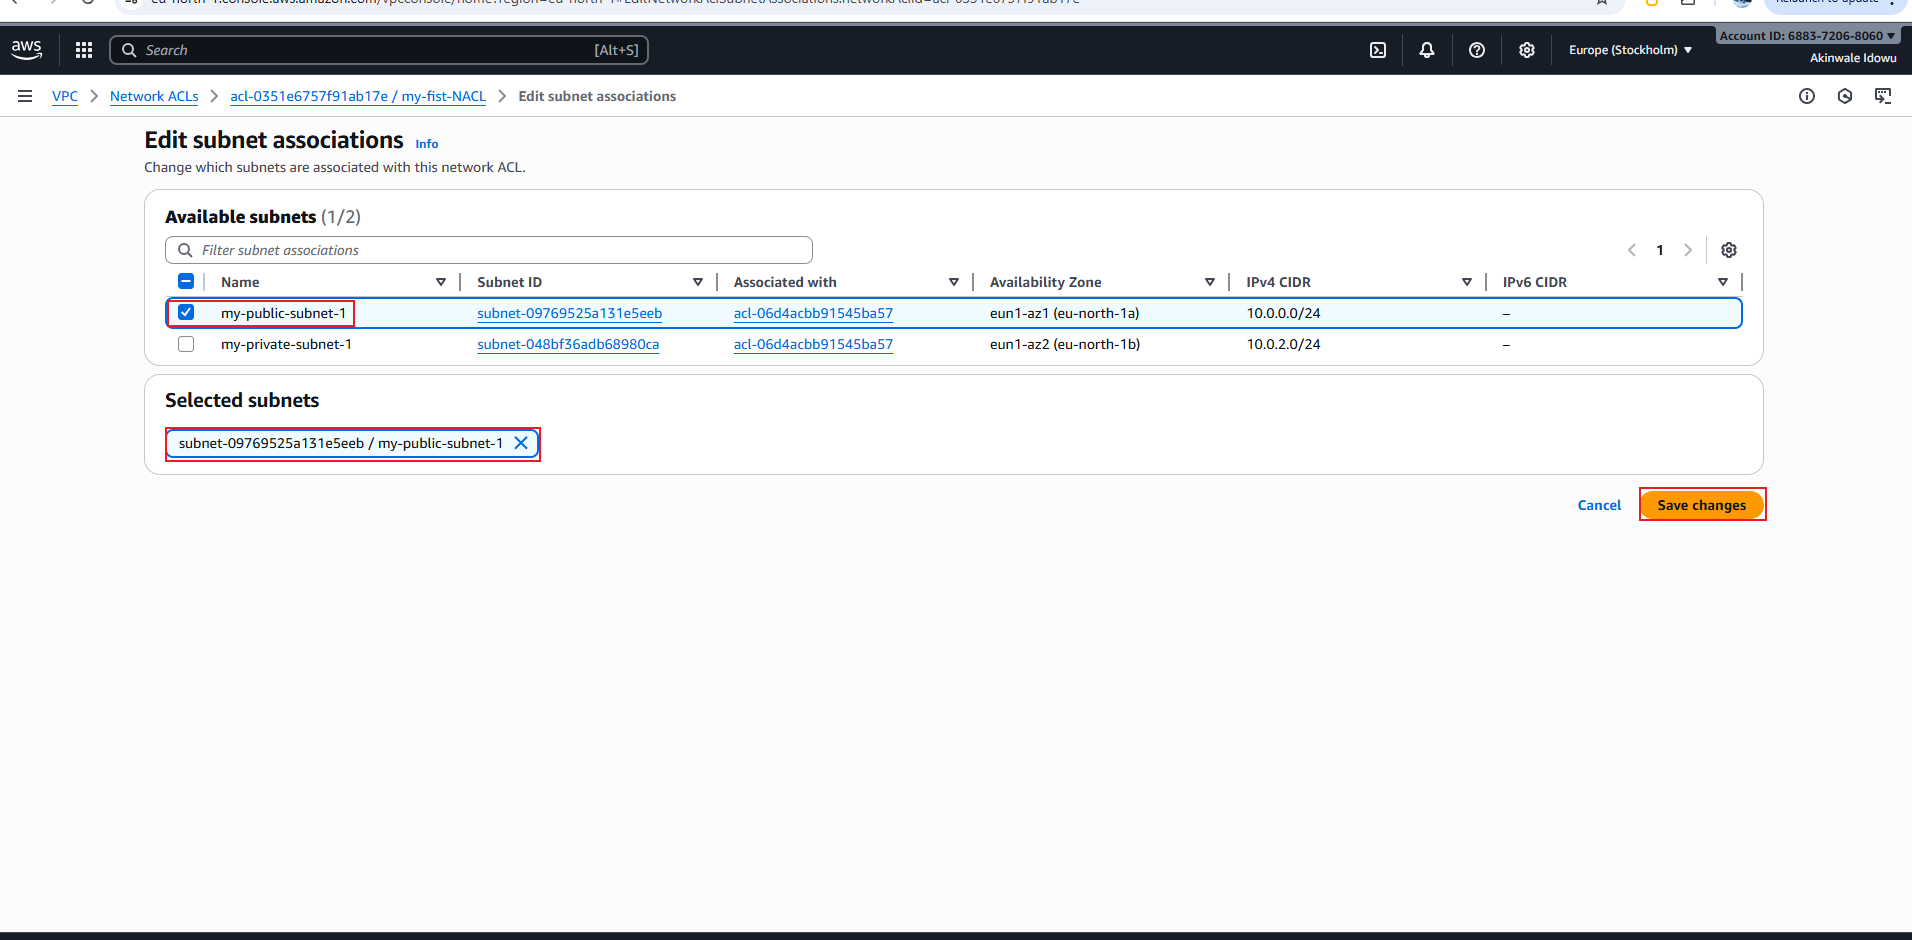 aws
Search [Alt+S]
Europe (Stockholm)
Account ID: 6883-7206-8060
Akinwale Idowu
VPC > Network ACLs > acl-0351e6757f91ab17e / my-fist-NACL > Edit subnet associations
Edit subnet associations Info
Change which subnets are associated with this network ACL.
Available subnets (1/2)
Filter subnet associations
1
Name Subnet ID Associated with Availability Zone IPv4 CIDR IPv6 CIDR
my-public-subnet-1 subnet-09769525a131e5eeb acl-06d4acbb91545ba57 eun1-az1 (eu-north-1a) 10.0.0.0/24 –
my-private-subnet-1 subnet-048bf36adb68980ca acl-06d4acbb91545ba57 eun1-az2 (eu-north-1b) 10.0.2.0/24 –
Selected subnets
subnet-09769525a131e5eeb / my-public-subnet-1
Cancel Save changes